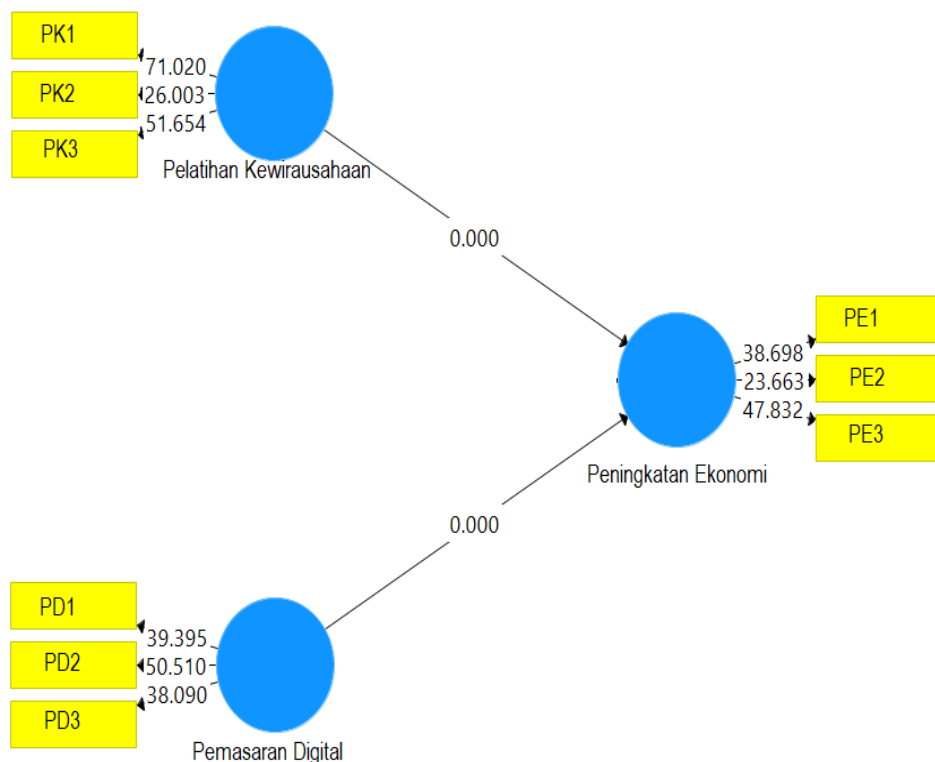 PK1
71.020
PK2
26.003
PK3
51.654
Pelatihan Kewirausahaan
0.000
PE1
38.698
PE2
23.663
PE3
47.832
Peningkatan Ekonomi
0.000
PD1
39.395
PD2
50.510
PD3
38.090
Pemasaran Digital